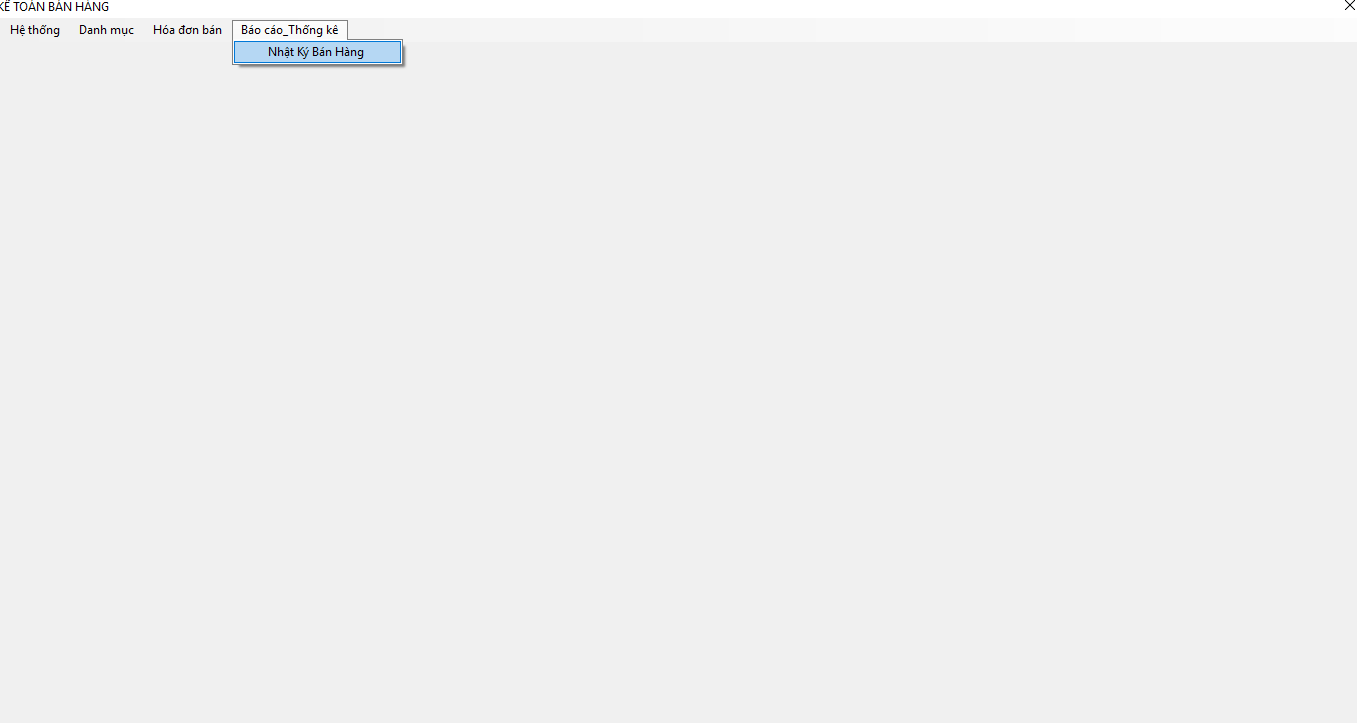 KẾ TOÁN BÁN HÀNG
Hệ thống Danh mục Hóa đơn bán Báo cáo_Thống kê
Nhật Ký Bán Hàng